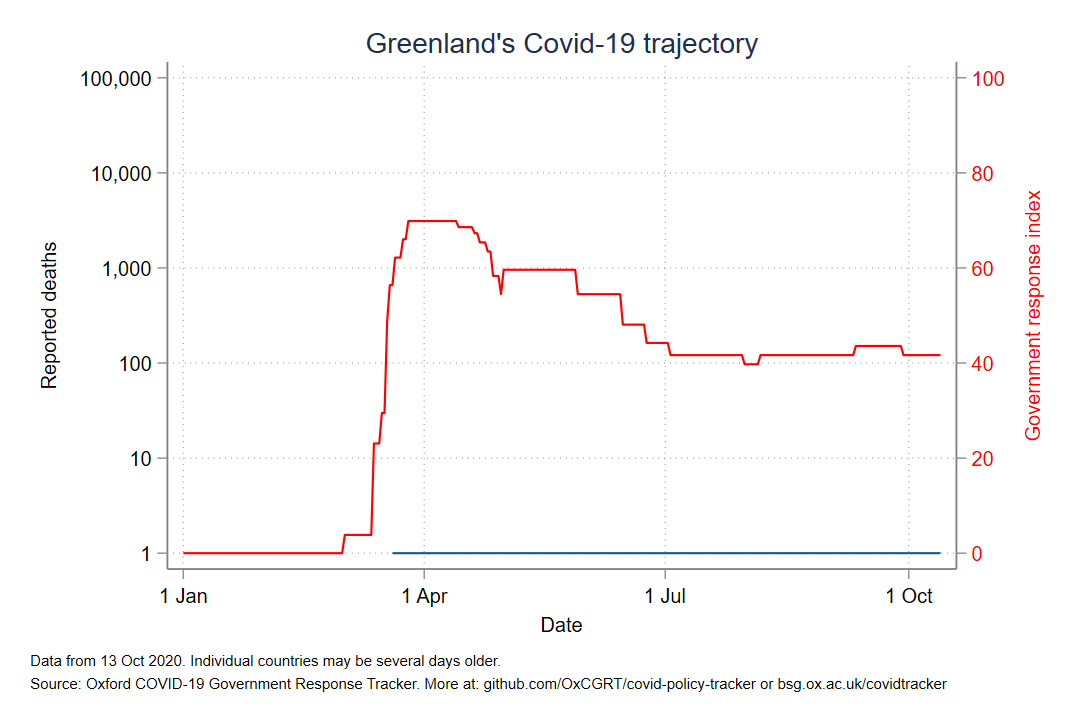 Greenland's Covid-19 trajectory
100,000
10,000
1,000
100
10
1
Reported deaths
100
80
60
40
20
0
Government response index
1 Jan
1 Apr
1 Jul
1 Oct
Date
Data from 13 Oct 2020. Individual countries may be several days older.
Source: Oxford COVID-19 Government Response Tracker. More at: github.com/OxCGRT/covid-policy-tracker or bsg.ox.ac.uk/covidtracker